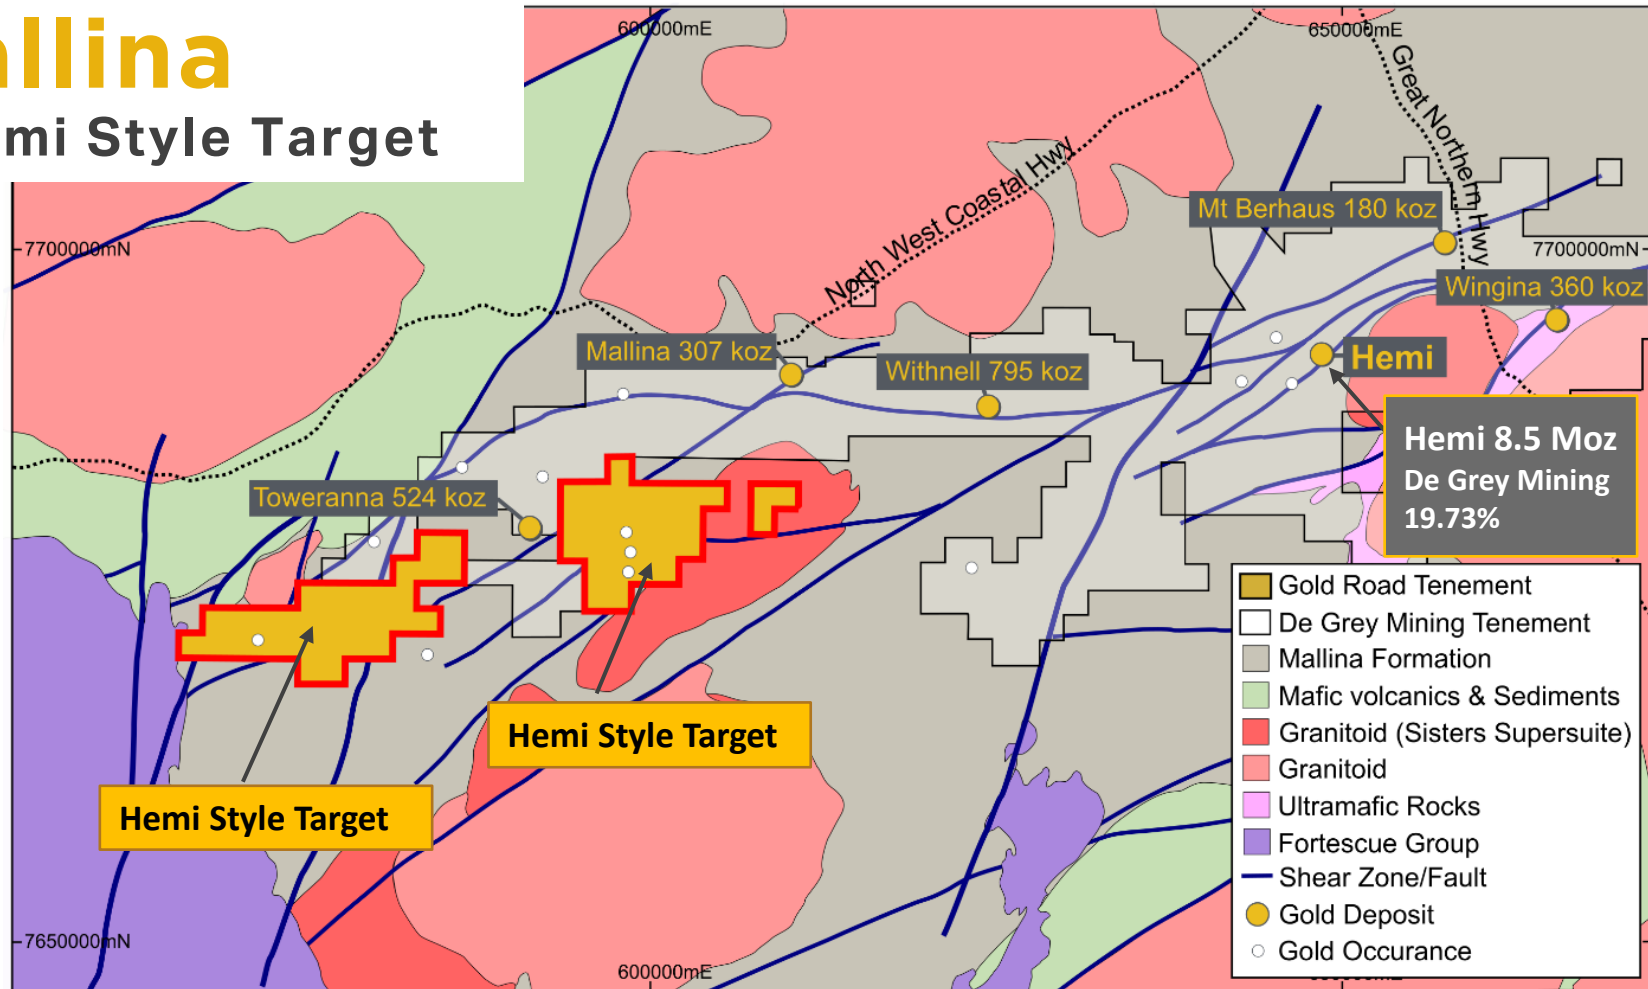 allina
mi Style Target
600000mE
650000mE
Great Northern Hwy
North West Coastal Hwy
Mt Berhaus 180 koz
7700000mN
7700000mN
Wingina 360 koz
Mallina 307 koz
Withnell 795 koz
Hemi
Hemi 8.5 Moz
De Grey Mining
19.73%
Toweranna 524 koz
Hemi Style Target
Hemi Style Target
Gold Road Tenement
De Grey Mining Tenement
Mallina Formation
Mafic volcanics & Sediments
Granitoid (Sisters Supersuite)
Granitoid
Ultramafic Rocks
Fortescue Group
Shear Zone/Fault
Gold Deposit
Gold Occurance
7650000mN
600000mE